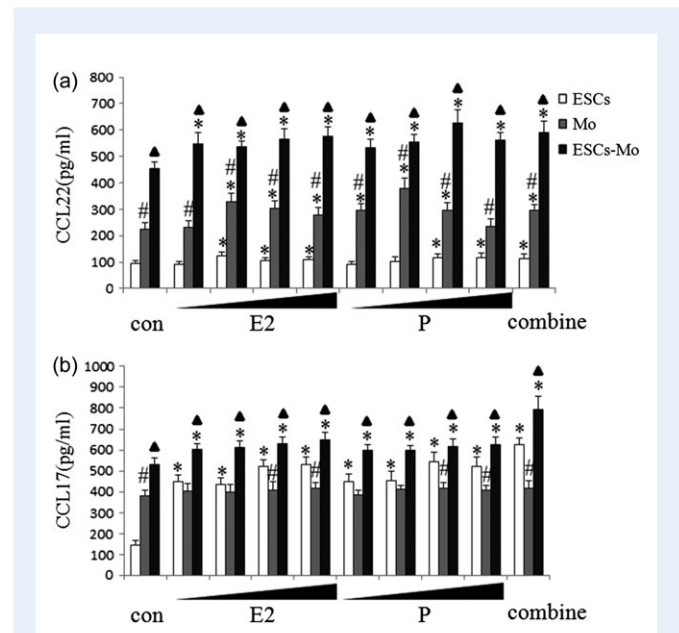 (a)
CCL22(pg/ml)
800
700
600
500
400
300
200
100
0
# ▲
# * ▲
* # * * ▲
* # * * ▲
* # * * ▲
# * * ▲
# * * ▲
* # * * ▲
* # * ▲
* # * * ▲
ESCs
Mo
ESCs-Mo
con E2 P combine
(b)
CCL17(pg/ml)
1000
900
800
700
600
500
400
300
200
100
0
# ▲
* * ▲
* * ▲
* # * ▲
* # * ▲
* * ▲
* * ▲
* # * ▲
* # * ▲
* # * ▲
con E2 P combine